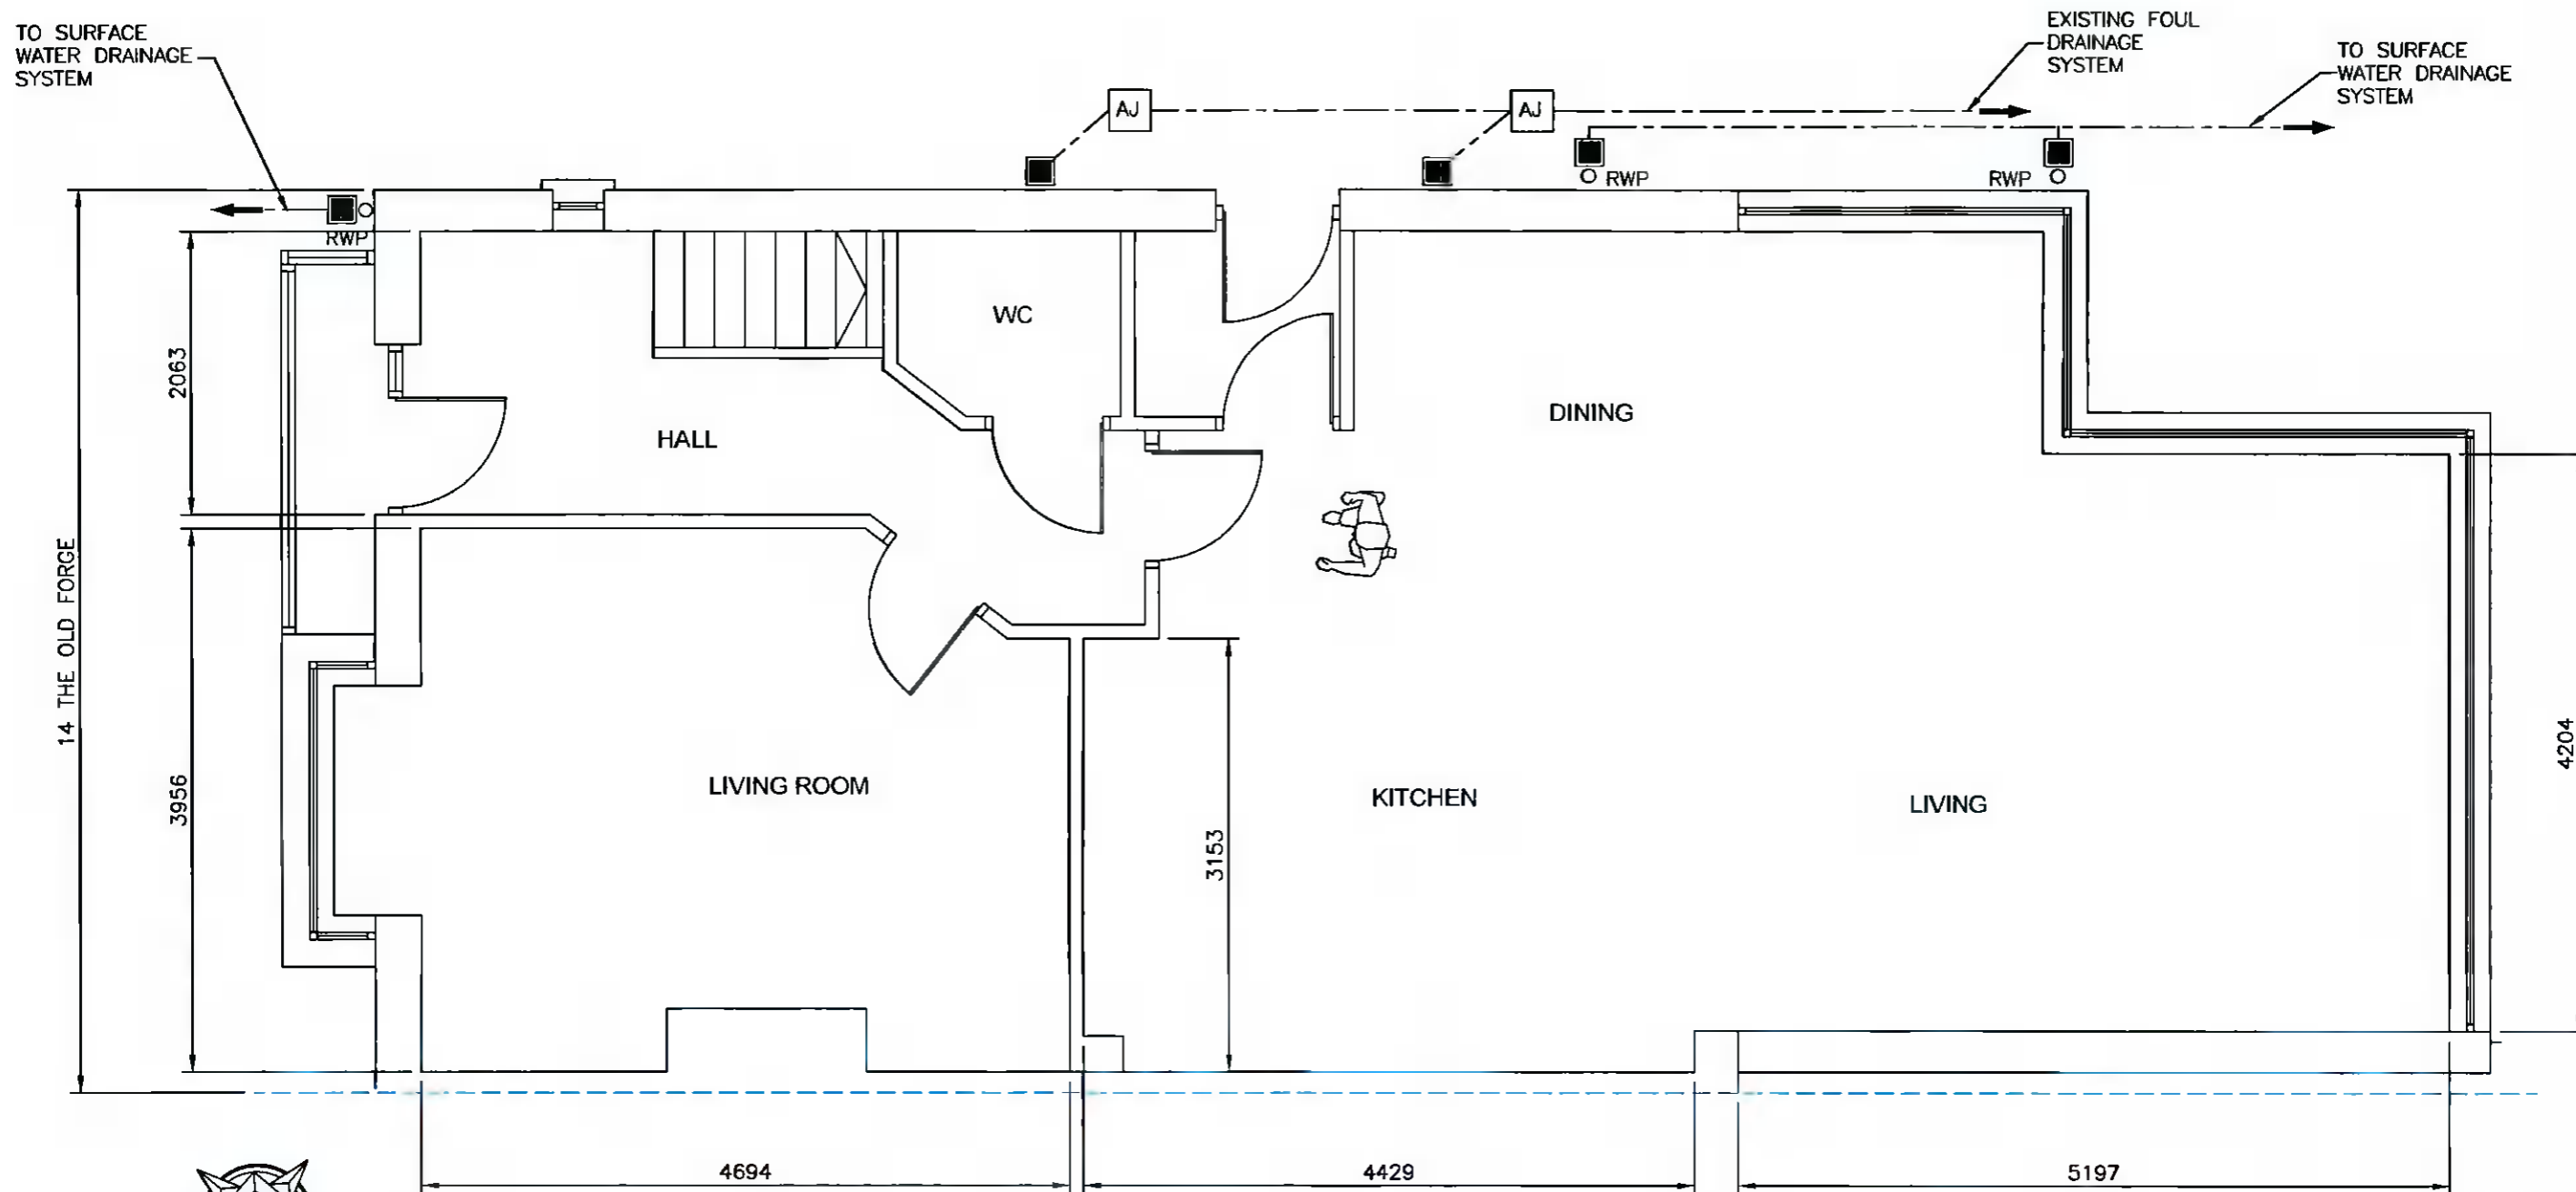 TO SURFACE
WATER DRAINAGE
SYSTEM
EXISTING FOUL
DRAINAGE
SYSTEM
TO SURFACE
WATER DRAINAGE
SYSTEM
AJ
AJ
RWP
RWP
RWP
WC
2063
DINING
HALL
14 THE OLD FORGE
4204
LIVING ROOM
KITCHEN
LIVING
3956
3153
4694
4429
5197